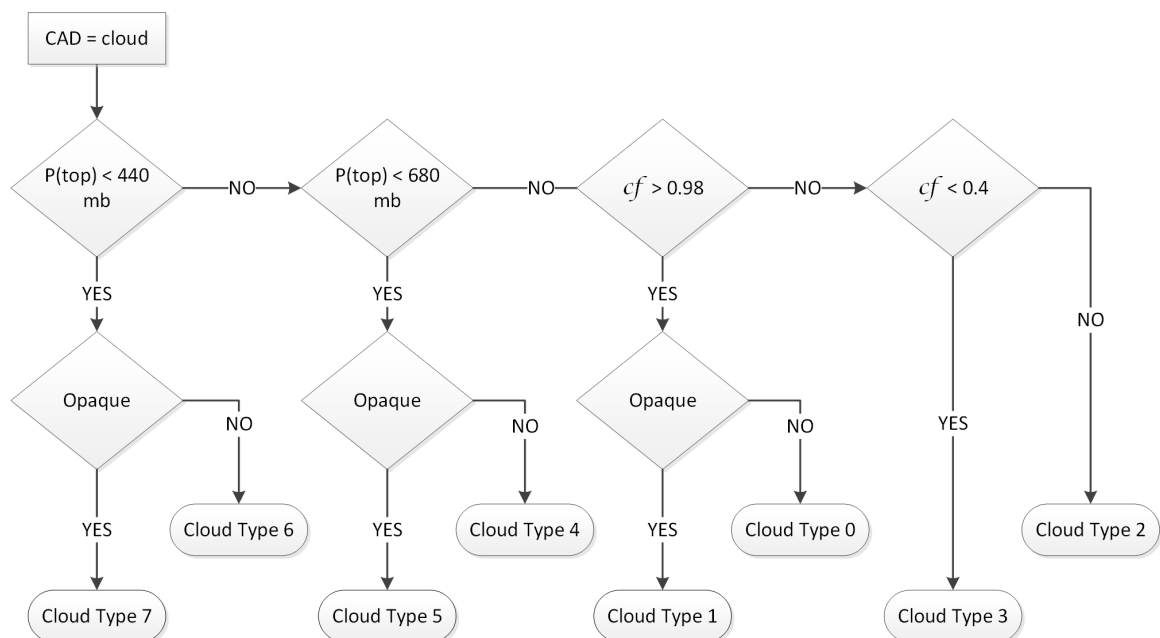 CAD = cloud
P(top) < 440
mb
NO
P(top) < 680
mb
NO
cf > 0.98
NO
cf < 0.4
YES
YES
YES
NO
Opaque
NO
Opaque
NO
Opaque
NO
YES
YES
YES
YES
Cloud Type 6
Cloud Type 4
Cloud Type 0
Cloud Type 2
Cloud Type 7
Cloud Type 5
Cloud Type 1
Cloud Type 3